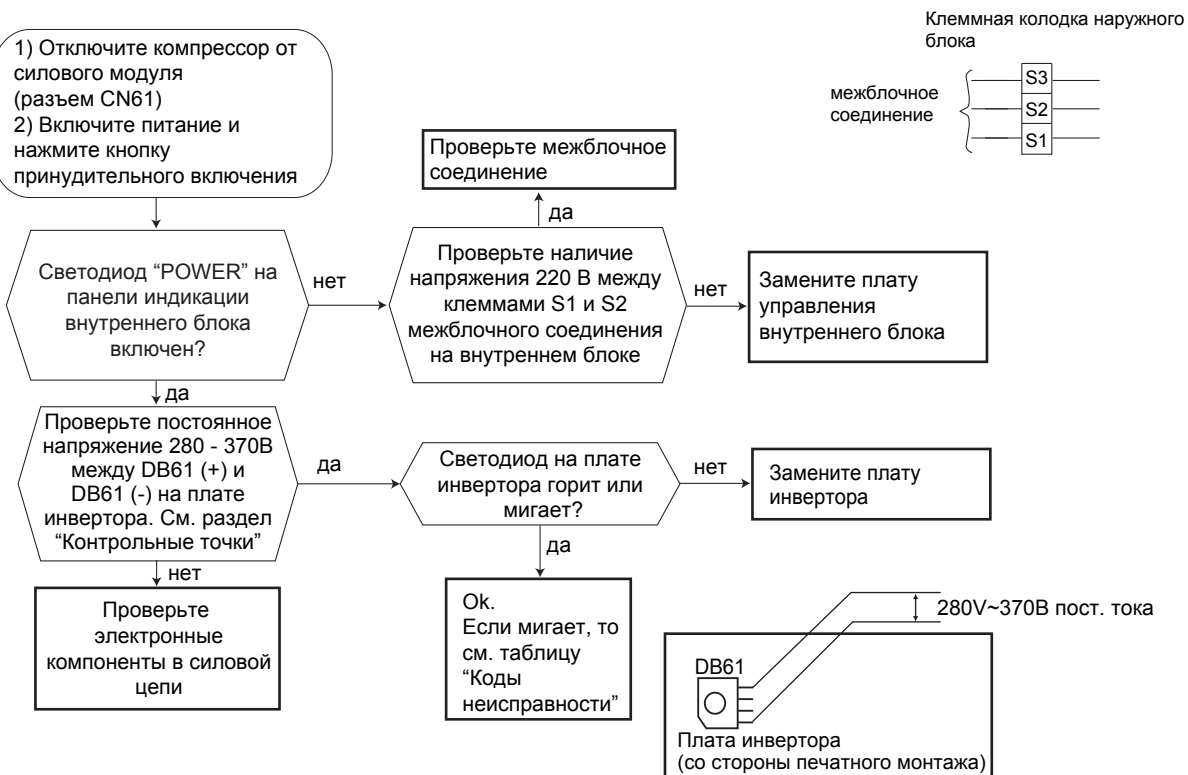 1) Отключите компрессор от
силового модуля
(разъем CN61)
2) Включите питание и
нажмите кнопку
принудительного включения
Клеммная колодка наружного
блока
межблочное
соединение
S3
S2
S1
Проверьте межблочное
соединение
да
Светодиод “POWER” на
панели индикации
внутреннего блока
включен?
нет
Проверьте наличие
напряжения 220 В между
клеммами S1 и S2
межблочного соединения
на внутреннем блоке
нет
Замените плату
управления
внутреннего блока
да
Проверьте постоянное
напряжение 280 - 370В
между DB61 (+) и
DB61 (-) на плате
инвертора. См. раздел
“Контрольные точки”
да
Светодиод на плате
инвертора горит или
мигает?
нет
Замените плату
инвертора
нет
Проверьте
электронные
компоненты в силовой
цепи
да
Ok.
Если мигает, то
см. таблицу
“Коды
неисправности”
280V~370В пост. тока
DB61
Плата инвертора
(со стороны печатного монтажа)